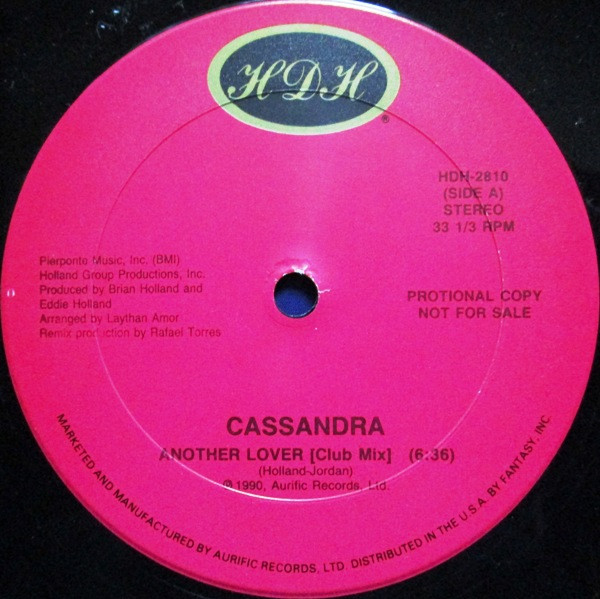 HDH
®
HDH-2810
(SIDE A)
STEREO
33 1/3 RPM
Pierponte Music, Inc. (BMI)
Holland Group Productions, Inc.
Produced by Brian Holland and
Eddie Holland
Arranged by Laythan Amor
Remix production by Rafael Torres
PROTIONAL COPY
NOT FOR SALE
CASSANDRA
ANOTHER LOVER [Club Mix] (6:36)
(Holland-Jordan)
℗ 1990, Aurific Records, Ltd.
MARKETED AND MANUFACTURED BY AURIFIC RECORDS, LTD. DISTRIBUTED IN THE U.S.A. BY FANTASY, INC